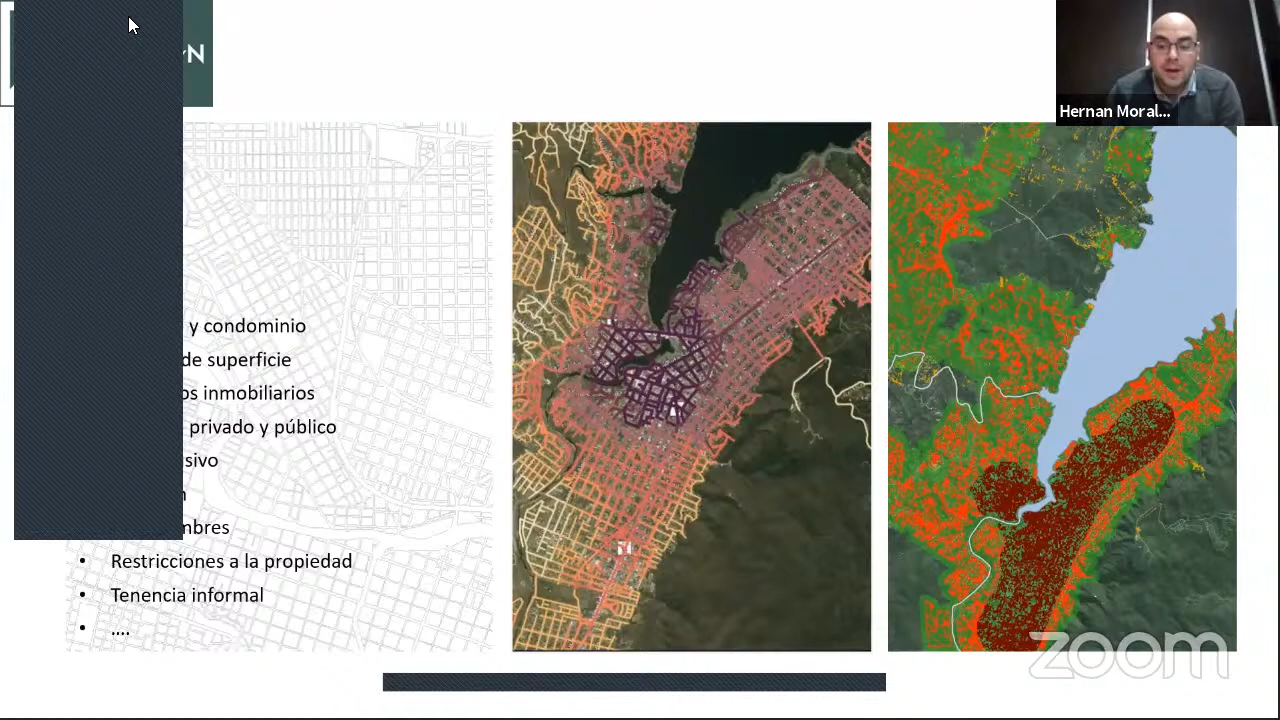 N
Hernan Moral...
y condominio
de superficie
os inmobiliarios
privado y público
sivo
n
mbres
• Restricciones a la propiedad
• Tenencia informal
• ....
zoom